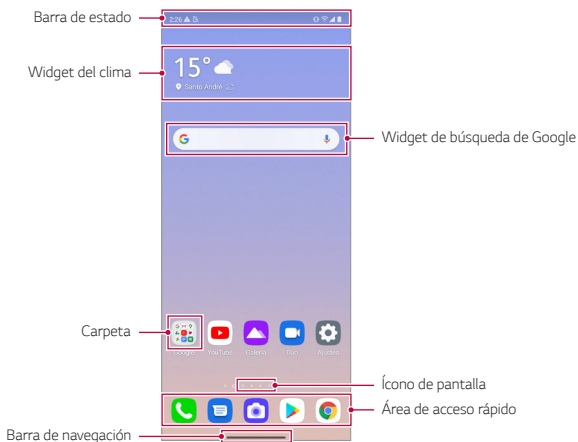 Barra de estado
2:26
Widget del clima
15°
Santo André
Widget de búsqueda de Google
Carpeta
Google
YouTube
Galería
Duo
Ajustes
Ícono de pantalla
Área de acceso rápido
Barra de navegación